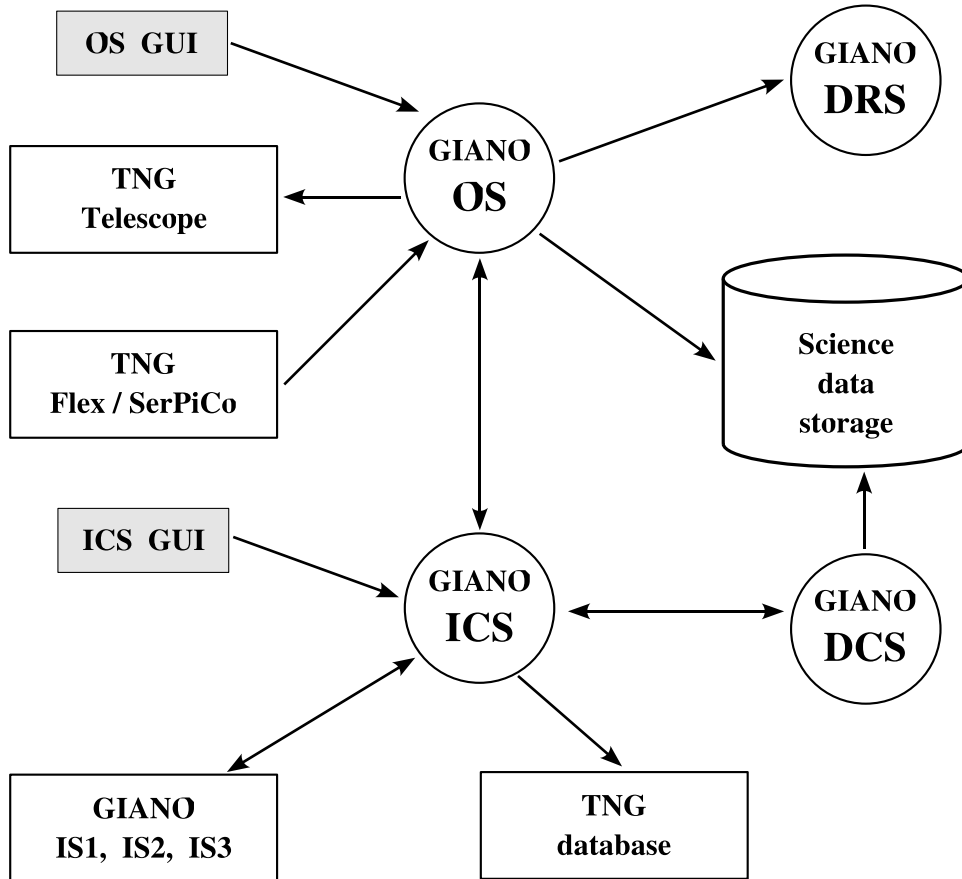 OS GUI
GIANO
DRS
GIANO
OS
TNG
Telescope
TNG
Flex / SerPiCo
Science
data
storage
ICS GUI
GIANO
ICS
GIANO
DCS
GIANO
IS1, IS2, IS3
TNG
database